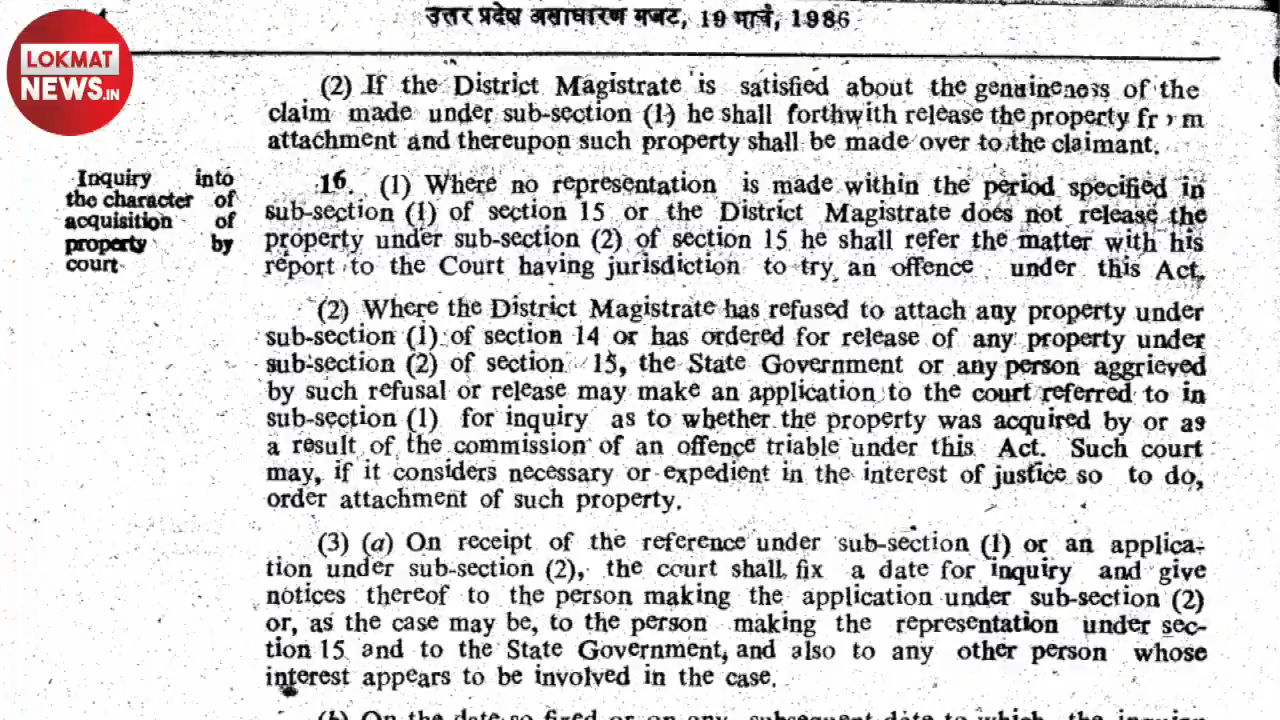 उत्तर प्रदेश असाधारण गजट, 19 मार्च, 1986
LOKMAT
NEWS.IN
(2) If the District Magistrate is satisfied about the genuineness of the
claim made under sub-section (1) he shall forthwith release the property from
attachment and thereupon such property shall be made over to the claimant.
Inquiry into
the character of
acquisition of
property by
court
16. (1) Where no representation is made within the period specified in
sub-section (1) of section 15 or the District Magistrate does not release the
property under sub-section (2) of section 15 he shall refer the matter with his
report to the Court having jurisdiction to try an offence under this Act.
(2) Where the District Magistrate has refused to attach any property under
sub-section (1) of section 14 or has ordered for release of any property under
sub-section (2) of section 15, the State Government or any person aggrieved
by such refusal or release may make an application to the court referred to in
sub-section (1) for inquiry as to whether the property was acquired by or as
a result of the commission of an offence triable under this Act. Such court
may, if it considers necessary or expedient in the interest of justice so to do,
order attachment of such property.
(3) (a) On receipt of the reference under sub-section (1) or an applica-
tion under sub-section (2), the court shall fix a date for inquiry and give
notices thereof to the person making the application under sub-section (2)
or, as the case may be, to the person making the representation under sec-
tion 15 and to the State Government, and also to any other person whose
interest appears to be involved in the case.
(b) On the date so fixed or on any subsequent date to which the inquiry